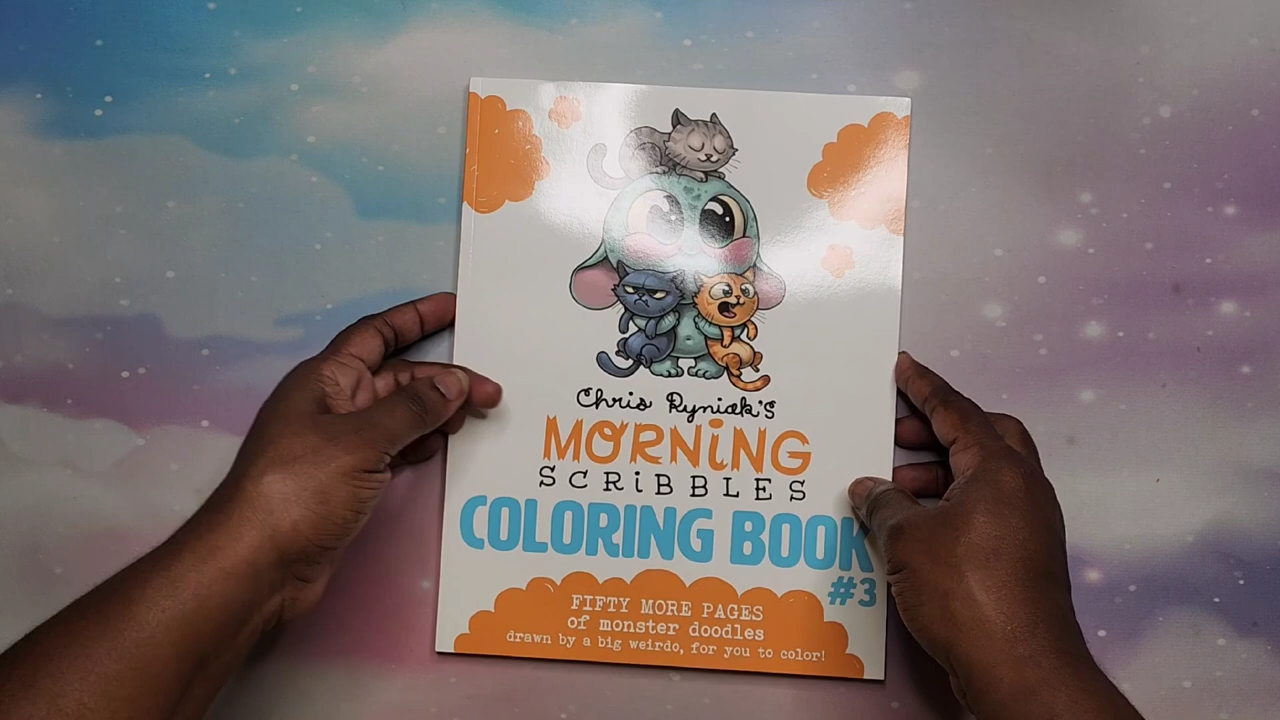 Chris Ryniak's
MORNiNG
SCRiBBLES
COLORING BOOK
#3
FIFTY MORE PAGES
of monster doodles
drawn by a big weirdo, for you to color!